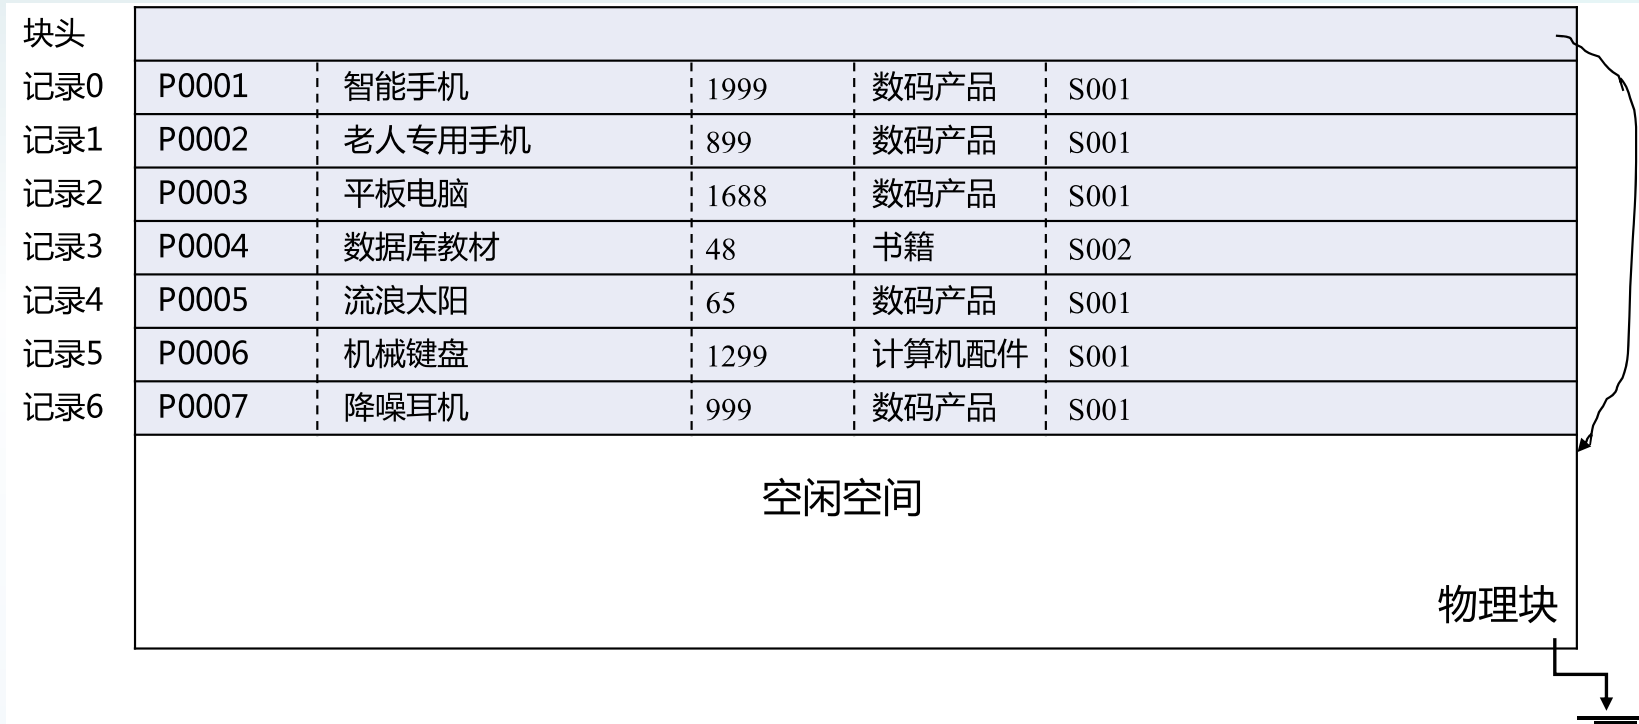 块头
记录0 P0001 智能手机 1999 数码产品 S001
记录1 P0002 老人专用手机 899 数码产品 S001
记录2 P0003 平板电脑 1688 数码产品 S001
记录3 P0004 数据库教材 48 书籍 S002
记录4 P0005 流浪太阳 65 数码产品 S001
记录5 P0006 机械键盘 1299 计算机配件 S001
记录6 P0007 降噪耳机 999 数码产品 S001
空闲空间
物理块